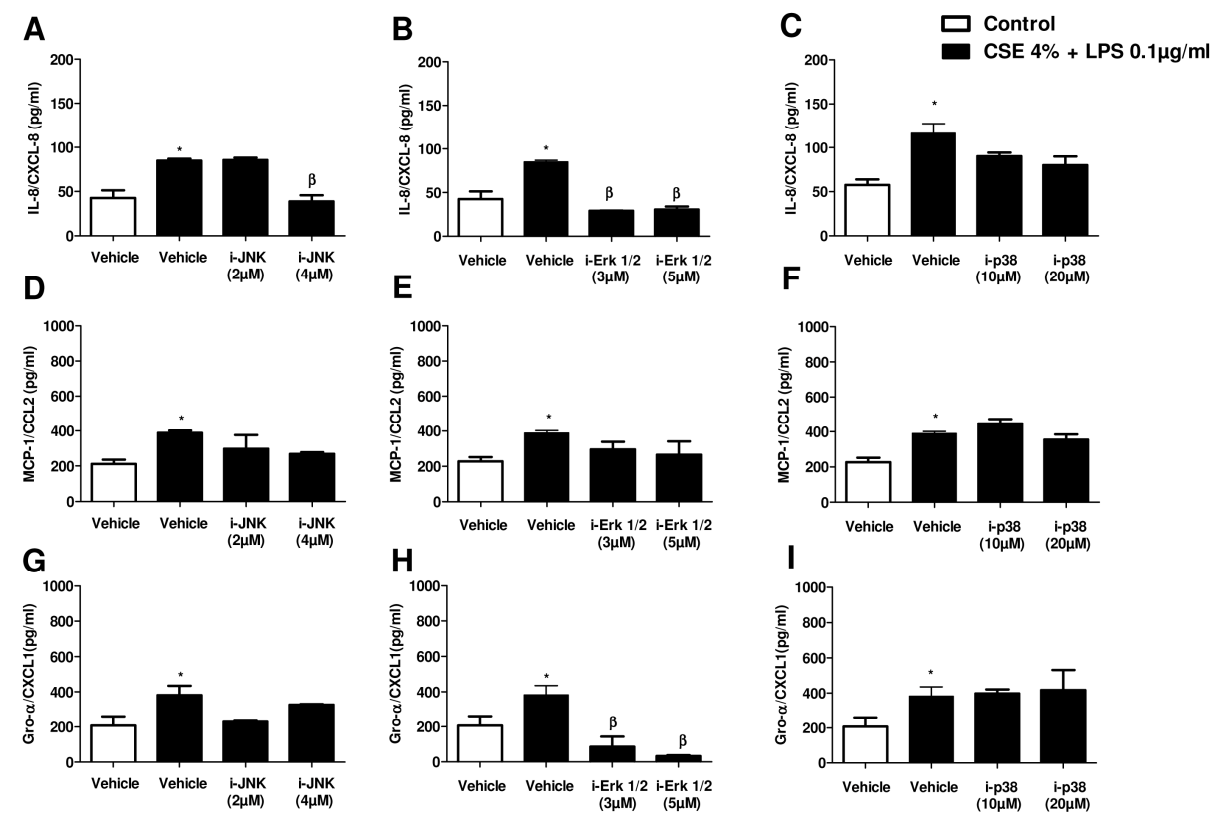 Control
CSE 4% + LPS 0.1µg/ml
A
IL-8/CXCL-8 (pg/ml)
200
150
100
50
0
*
β
Vehicle Vehicle i-JNK i-JNK
(2µM) (4µM)
B
IL-8/CXCL-8 (pg/ml)
200
150
100
50
0
*
β β
Vehicle Vehicle i-Erk 1/2 i-Erk 1/2
(3µM) (5µM)
C
IL-8/CXCL-8 (pg/ml)
200
150
100
50
0
*
Vehicle Vehicle i-p38 i-p38
(10µM) (20µM)
D
MCP-1/CCL2 (pg/ml)
1000
800
600
400
200
0
*
Vehicle Vehicle i-JNK i-JNK
(2µM) (4µM)
E
MCP-1/CCL2 (pg/ml)
1000
800
600
400
200
0
*
Vehicle Vehicle i-Erk 1/2 i-Erk 1/2
(3µM) (5µM)
F
MCP-1/CCL2 (pg/ml)
1000
800
600
400
200
0
*
Vehicle Vehicle i-p38 i-p38
(10µM) (20µM)
G
Gro-α/CXCL1(pg/ml)
1000
800
600
400
200
0
*
Vehicle Vehicle i-JNK i-JNK
(2µM) (4µM)
H
Gro-α/CXCL1(pg/ml)
1000
800
600
400
200
0
*
β
β
Vehicle Vehicle i-Erk 1/2 i-Erk 1/2
(3µM) (5µM)
I
Gro-α/CXCL1(pg/ml)
1000
800
600
400
200
0
*
Vehicle Vehicle i-p38 i-p38
(10µM) (20µM)